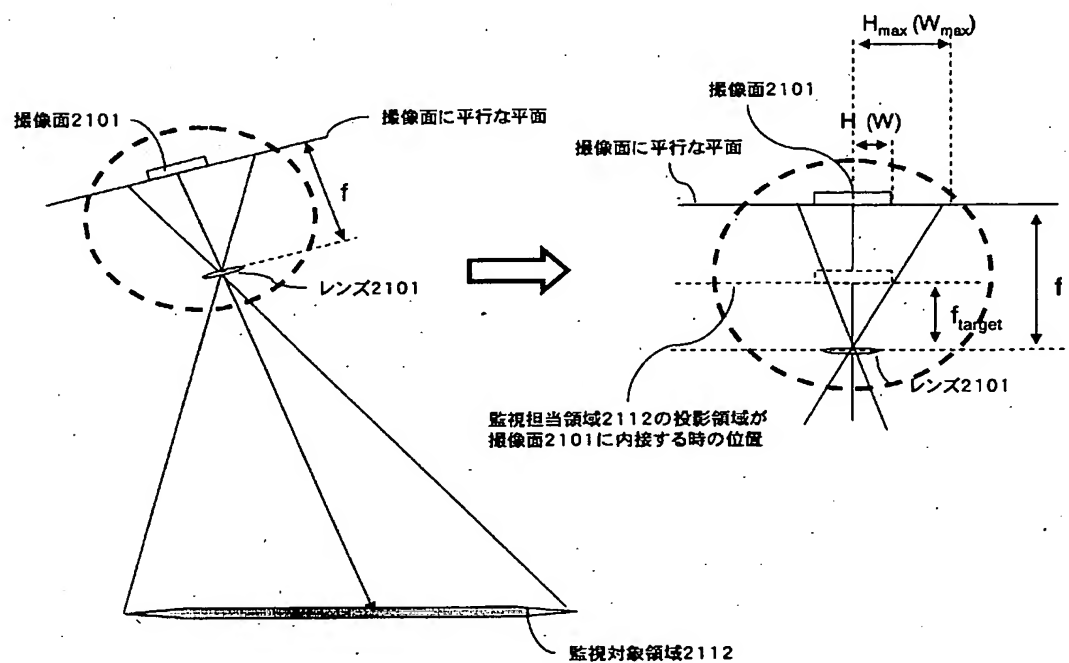 撮像面2101
撮像面に平行な平面
f
レンズ2101
監視対象領域2112
Hmax (Wmax)
撮像面2101
H (W)
撮像面に平行な平面
f
ftarget
レンズ2101
監視担当領域2112の投影領域が
撮像面2101に内接する時の位置